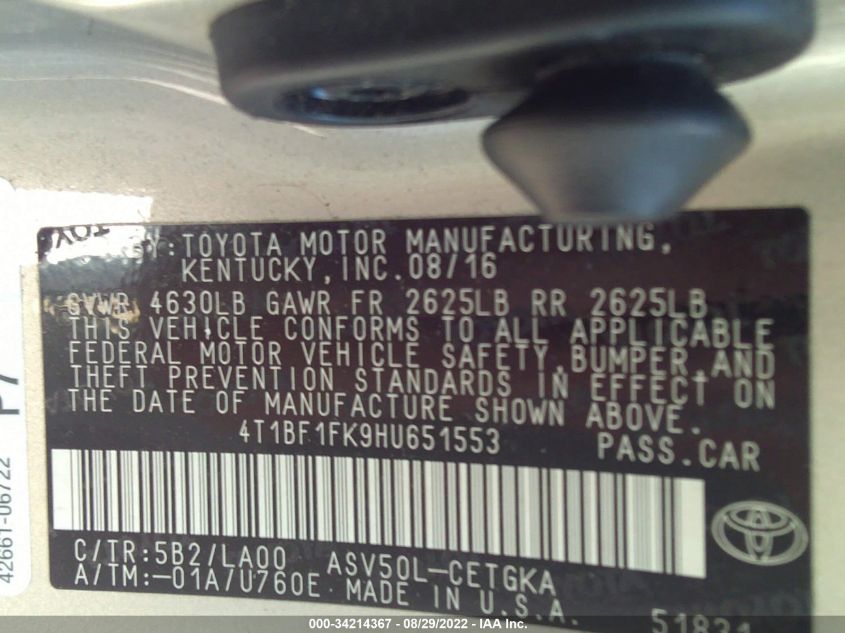 BY:TOYOTA MOTOR MANUFACTURING,
KENTUCKY,INC.08/16
GVWR 4630LB GAWR FR 2625LB RR 2625LB
THIS VEHICLE CONFORMS TO ALL APPLICABLE
FEDERAL MOTOR VEHICLE SAFETY,BUMPER,AND
THEFT PREVENTION STANDARDS IN EFFECT ON
THE DATE OF MANUFACTURE SHOWN ABOVE.
4T1BF1FK9HU651553 PASS.CAR
C/TR:5B2/LA00 ASV50L-CETGKA
A/TM:-01A/U760E MADE IN U.S.A.
42661-06722
000-34214367 - 08/29/2022 - IAA Inc.